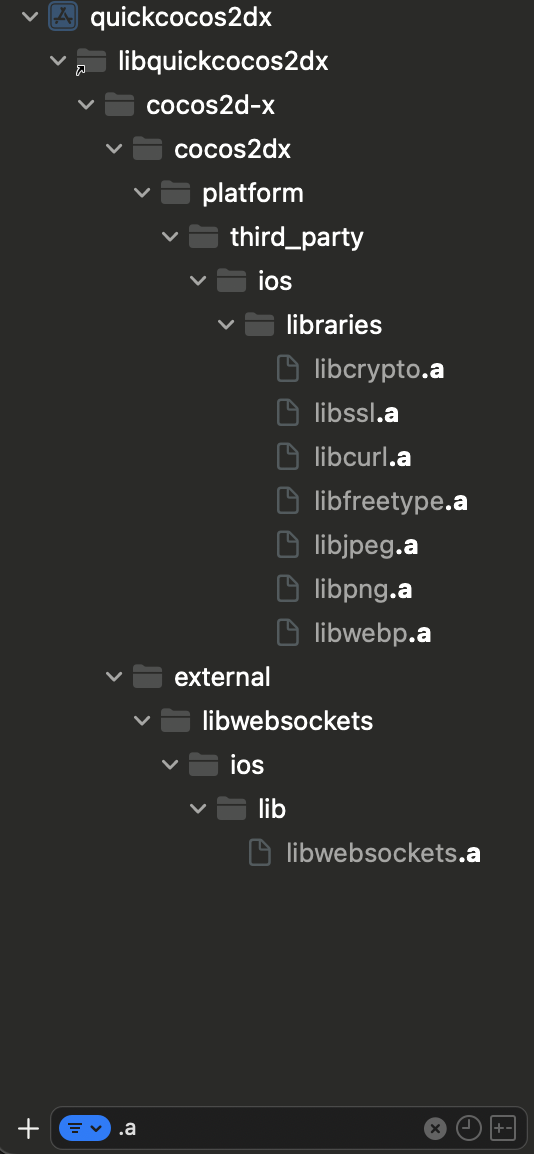 quickcocos2dx
libquickcocos2dx
cocos2d-x
cocos2dx
platform
third_party
ios
libraries
libcrypto.a
libssl.a
libcurl.a
libfreetype.a
libjpeg.a
libpng.a
libwebp.a
external
libwebsockets
ios
lib
libwebsockets.a
.a